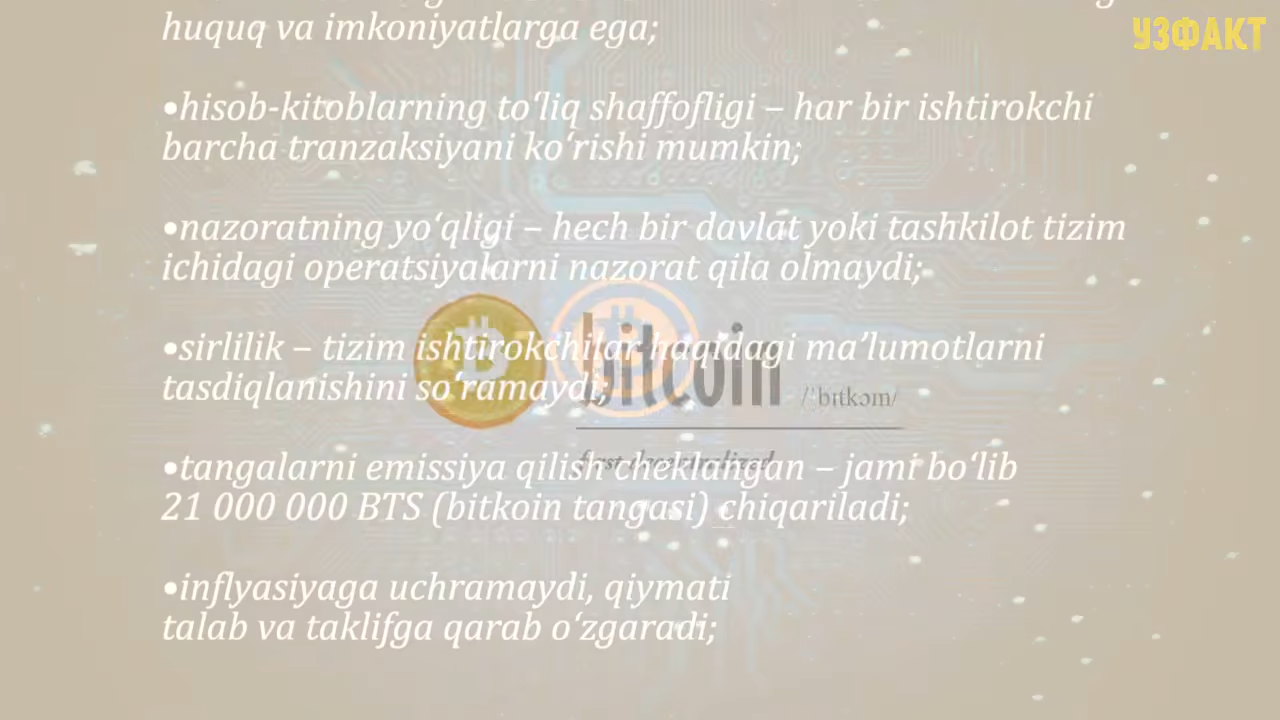 УЗФАКТ
huquq va imkoniyatlarga ega;
•hisob-kitoblarning to‘liq shaffofligi – har bir ishtirokchi
barcha tranzaksiyani ko‘rishi mumkin;
•nazoratning yo‘qligi – hech bir davlat yoki tashkilot tizim
ichidagi operatsiyalarni nazorat qila olmaydi;
•sirlilik – tizim ishtirokchilar haqidagi ma’lumotlarni
tasdiqlanishini so‘ramaydi;
bitcoin /ˈbɪtkɔɪn/
first decentralized
•tangalarni emissiya qilish cheklangan – jami bo‘lib
21 000 000 BTS (bitkoin tangasi) chiqariladi;
•inflyasiyaga uchramaydi, qiymati
talab va taklifga qarab o‘zgaradi;